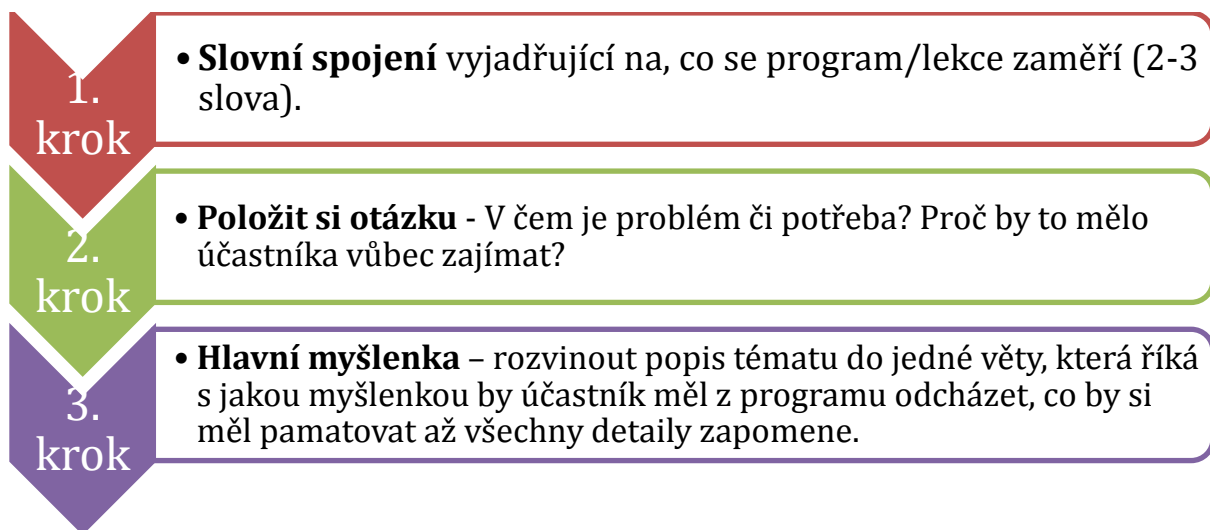 1.
krok
• Slovní spojení vyjadřující na, co se program/lekce zaměří (2-3
slova).
2.
krok
• Položit si otázku - V čem je problém či potřeba? Proč by to mělo
účastníka vůbec zajímat?
3.
krok
• Hlavní myšlenka – rozvinout popis tématu do jedné věty, která říká
s jakou myšlenkou by účastník měl z programu odcházet, co by si
měl pamatovat až všechny detaily zapomene.